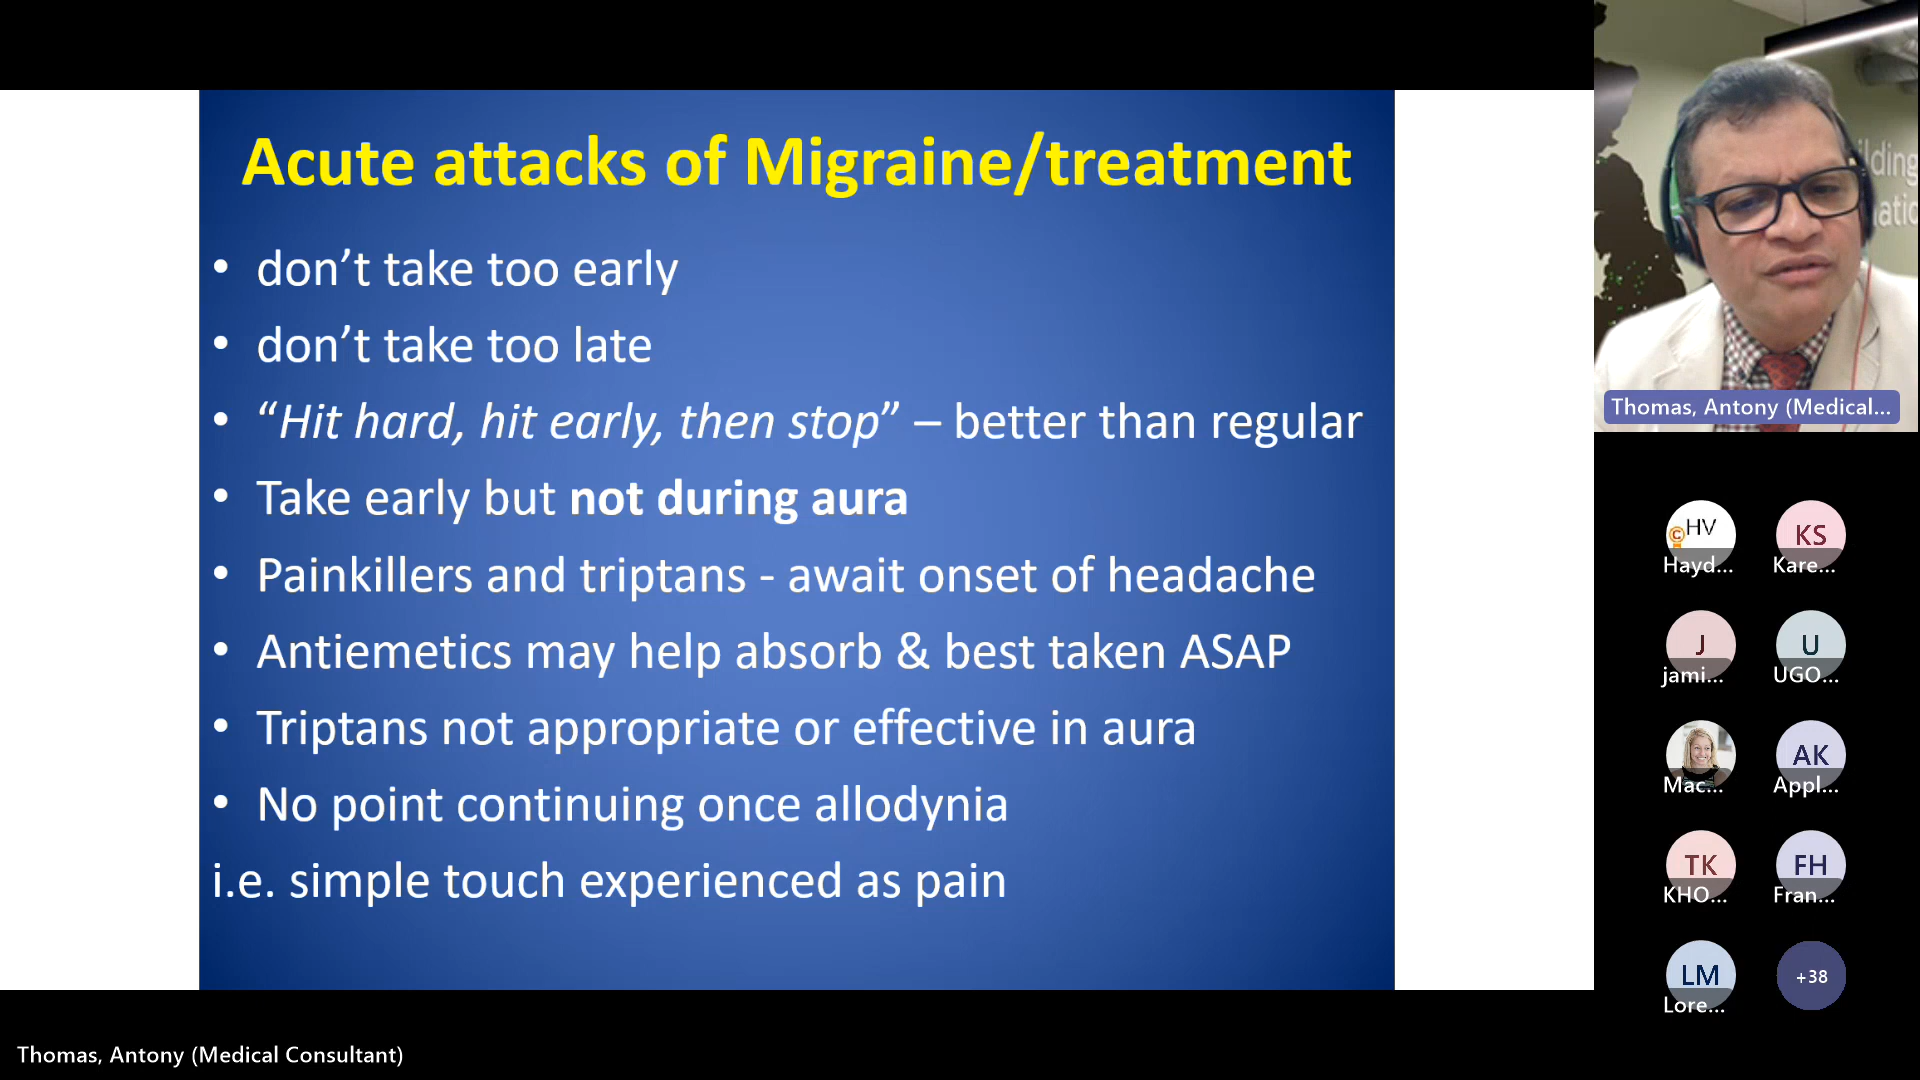 Acute attacks of Migraine/treatment
• don’t take too early
• don’t take too late
• “Hit hard, hit early, then stop” – better than regular
• Take early but not during aura
• Painkillers and triptans - await onset of headache
• Antiemetics may help absorb & best taken ASAP
• Triptans not appropriate or effective in aura
• No point continuing once allodynia
i.e. simple touch experienced as pain
Thomas, Antony (Medical...
HV
Hayd...
KS
Kare...
J
jami...
U
UGO...
Mac...
AK
Appl...
TK
KHO...
FH
Fran...
LM
Lore...
+38
Thomas, Antony (Medical Consultant)